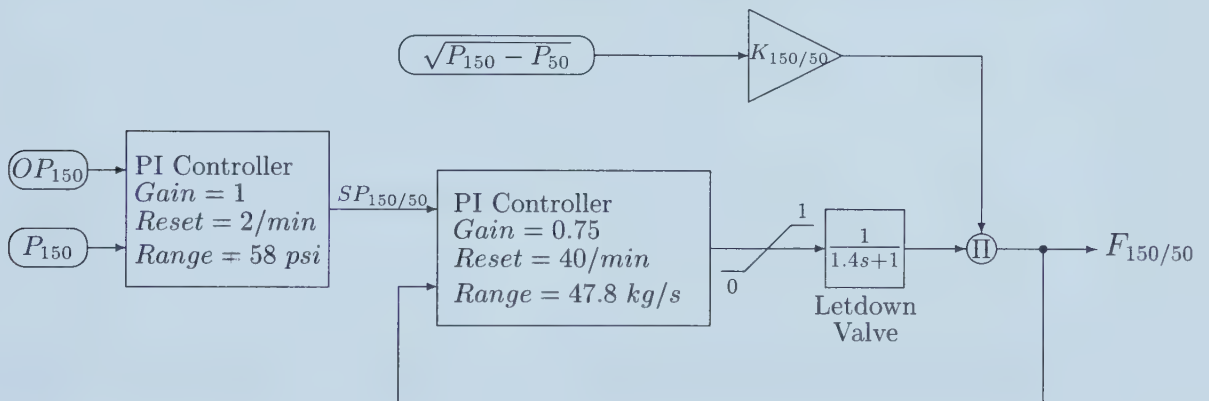 √P150 − P50
K150/50
OP150
P150
PI Controller
Gain = 1
Reset = 2/min
Range = 58 psi
SP150/50
PI Controller
Gain = 0.75
Reset = 40/min
Range = 47.8 kg/s
1
0
1
1.4s+1
Letdown
Valve
Π
F150/50